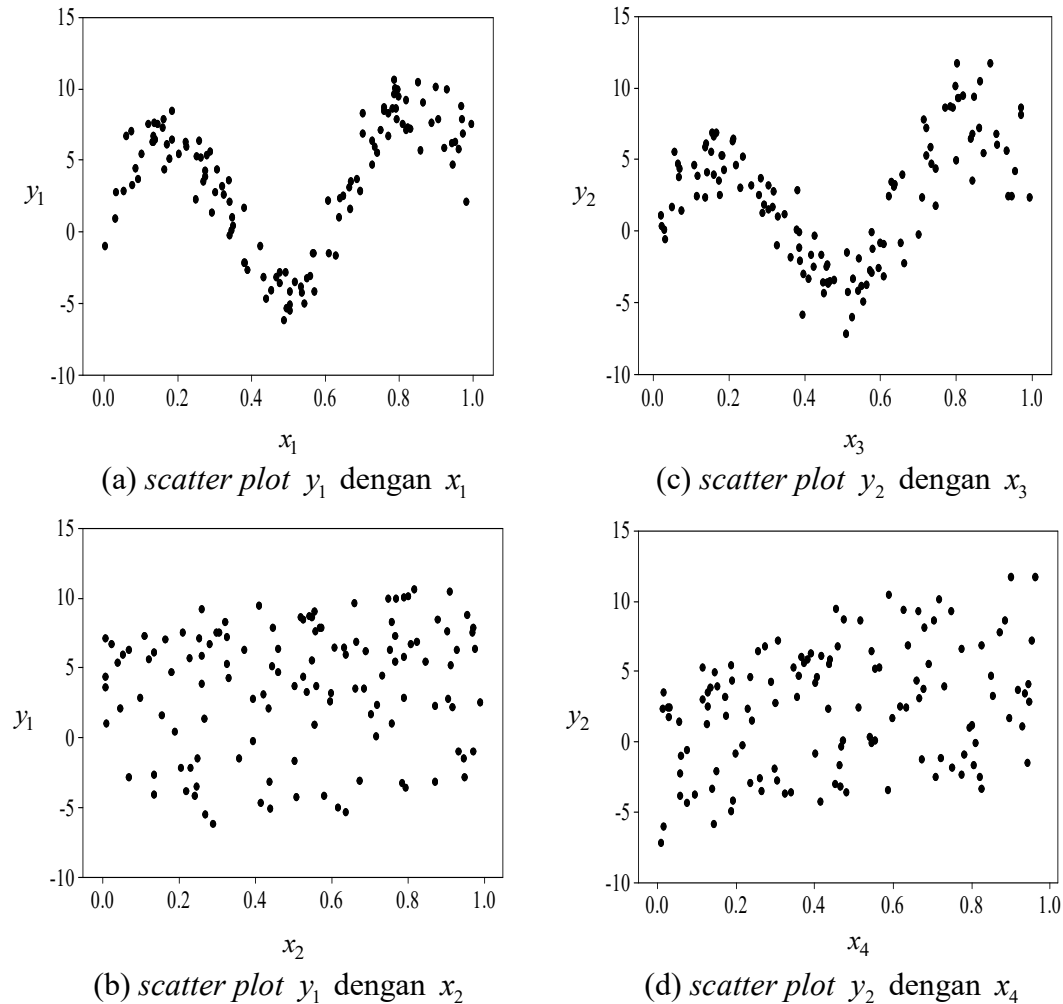 15
10
5
0
-5
-10
y₁
0.0 0.2 0.4 0.6 0.8 1.0
x₁
(a) scatter plot y₁ dengan x₁
15
10
5
0
-5
-10
y₂
0.0 0.2 0.4 0.6 0.8 1.0
x₃
(c) scatter plot y₂ dengan x₃
15
10
5
0
-5
-10
y₁
0.0 0.2 0.4 0.6 0.8 1.0
x₂
(b) scatter plot y₁ dengan x₂
15
10
5
0
-5
-10
y₂
0.0 0.2 0.4 0.6 0.8 1.0
x₄
(d) scatter plot y₂ dengan x₄